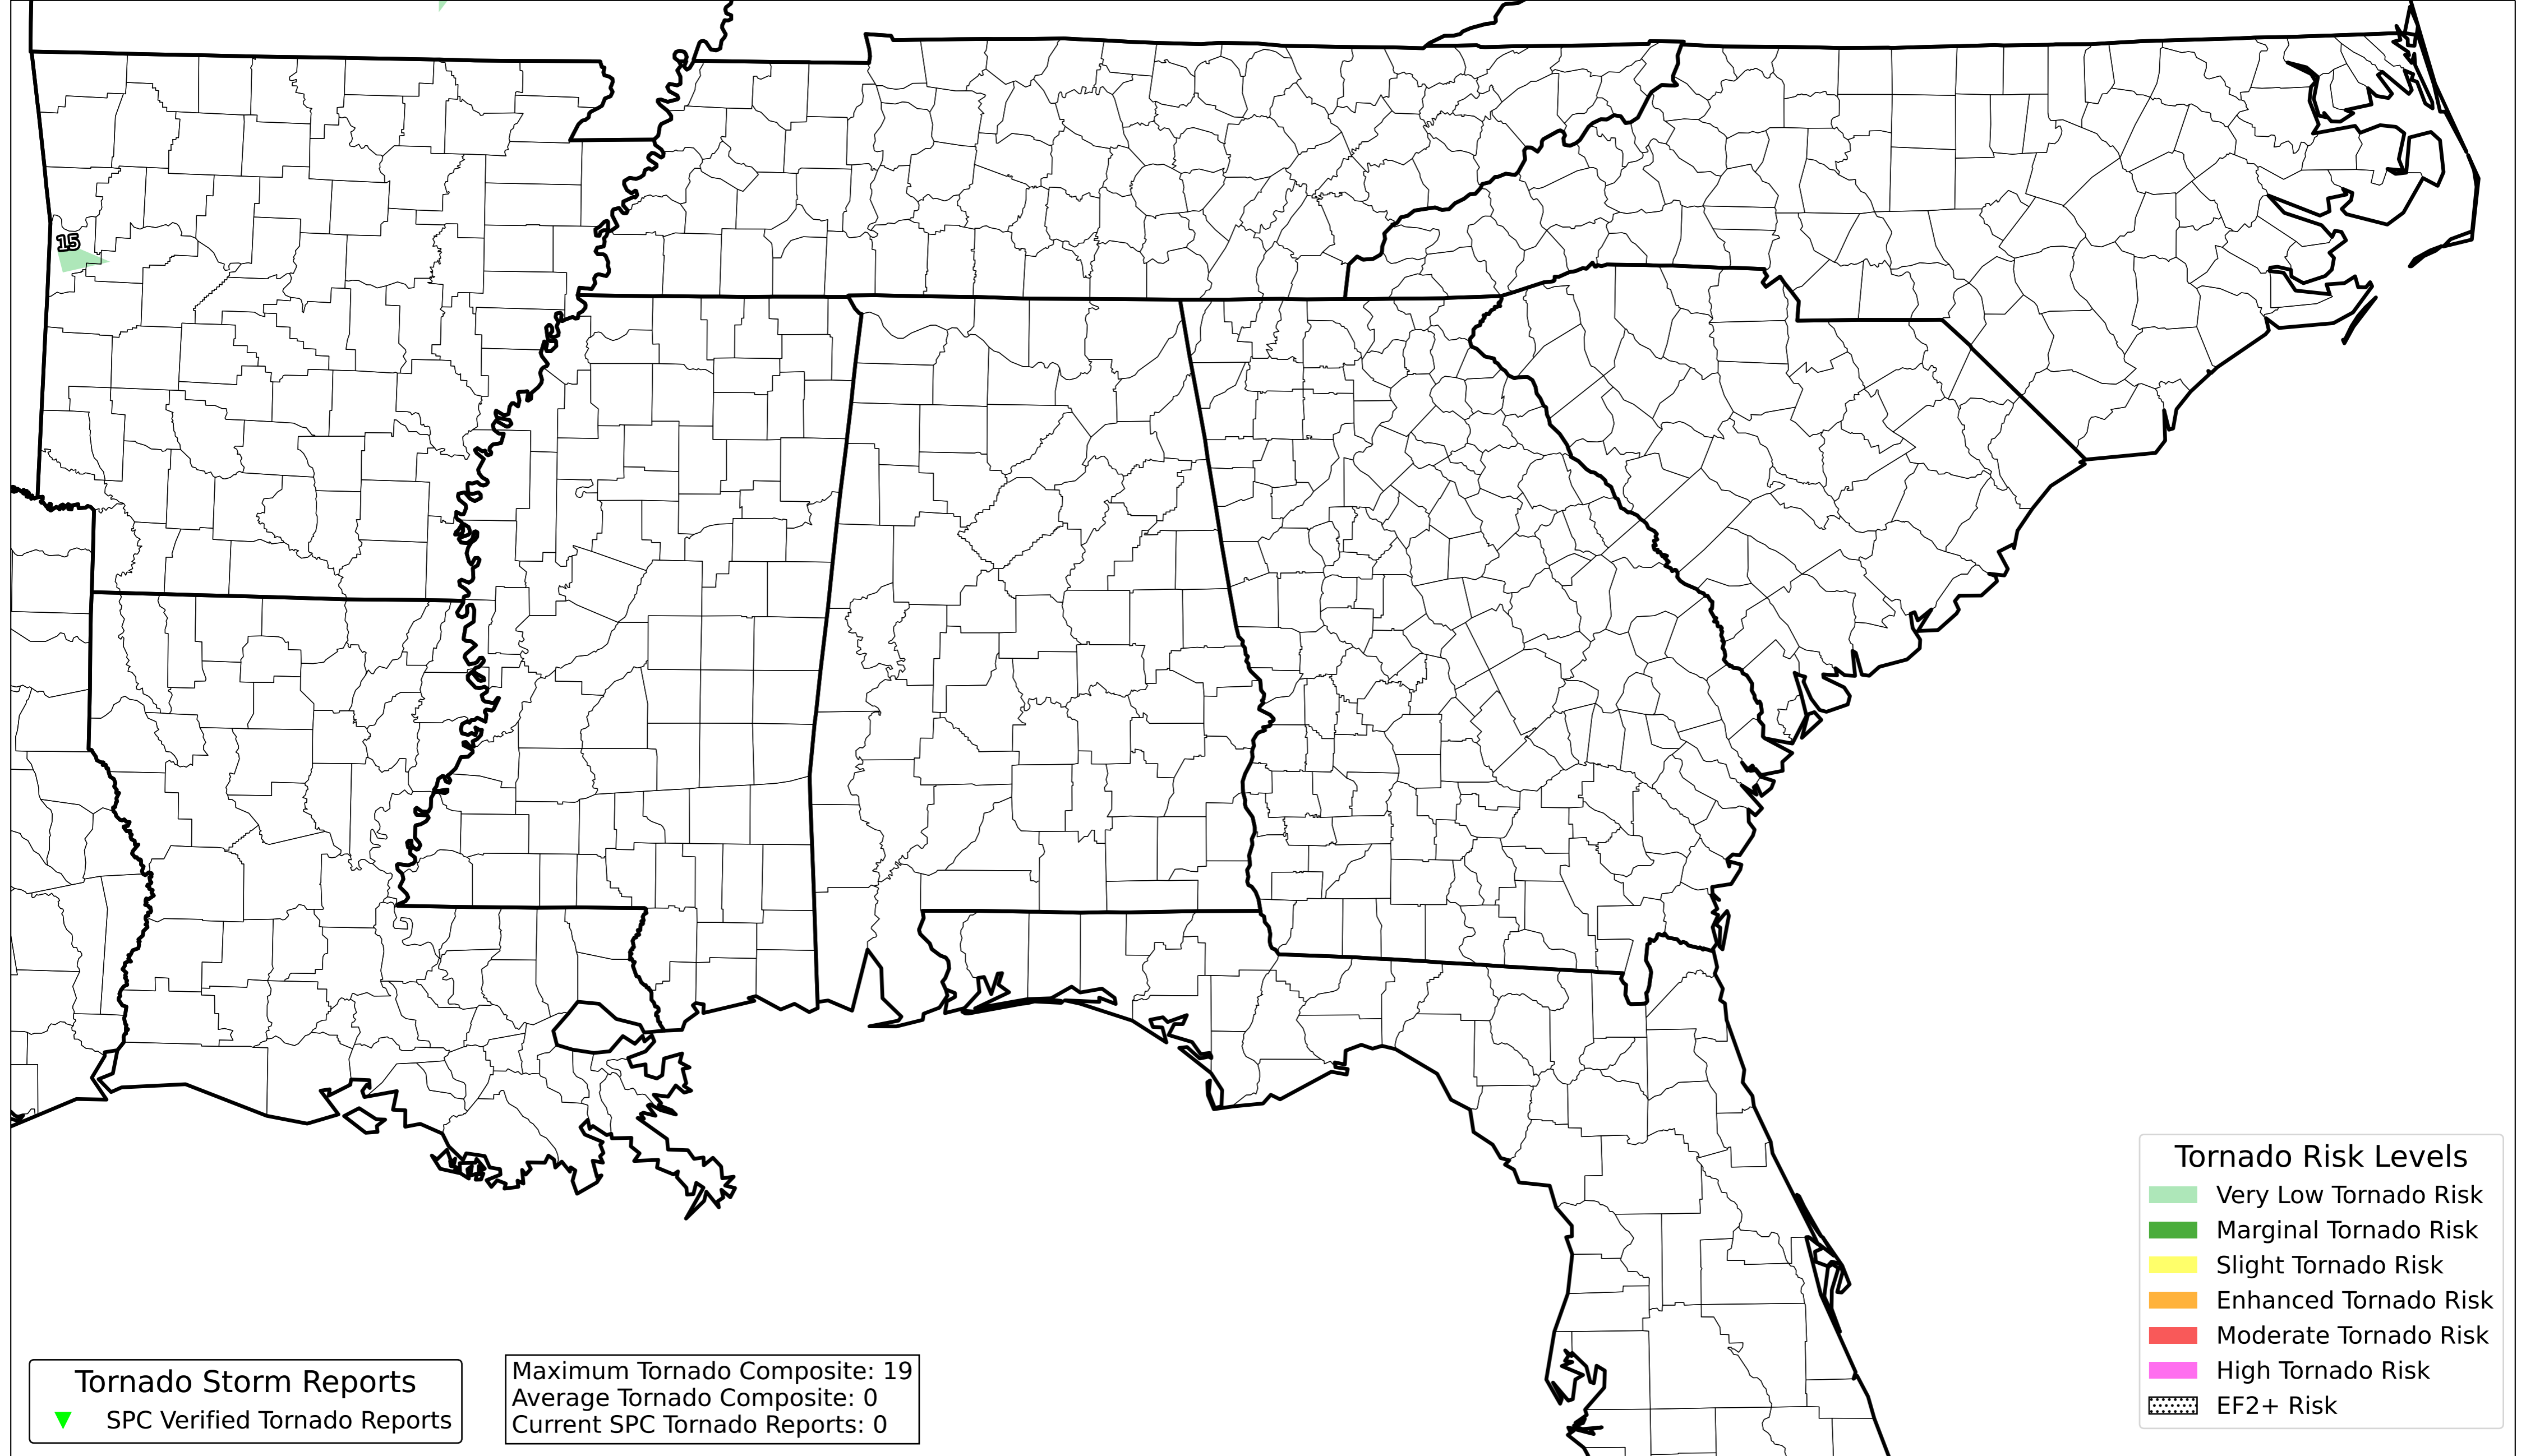 15
Tornado Risk Levels
Very Low Tornado Risk
Marginal Tornado Risk
Slight Tornado Risk
Enhanced Tornado Risk
Moderate Tornado Risk
High Tornado Risk
EF2+ Risk
Tornado Storm Reports
SPC Verified Tornado Reports
Maximum Tornado Composite: 19
Average Tornado Composite: 0
Current SPC Tornado Reports: 0